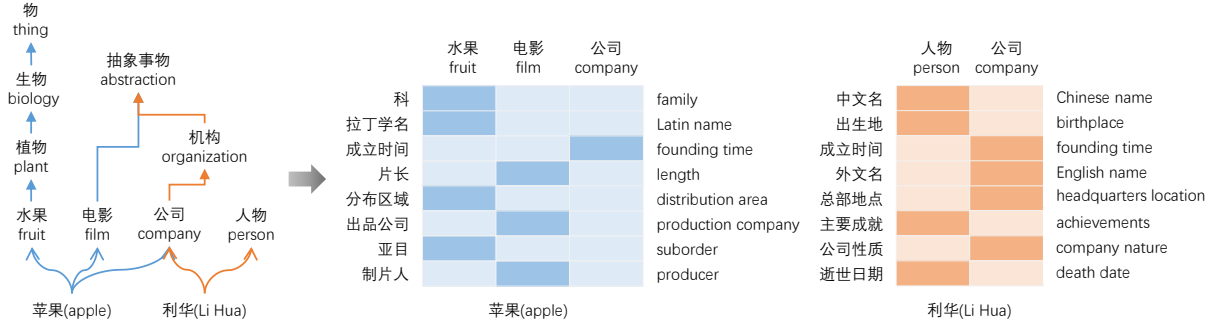 物
thing
生物
biology
植物
plant
水果
fruit
抽象事物
abstraction
电影
film
机构
organization
公司
company
人物
person
苹果(apple)
利华(Li Hua)
水果 电影 公司
fruit film company
科 family
拉丁学名 Latin name
成立时间 founding time
片长 length
分布区域 distribution area
出品公司 production company
亚目 suborder
制片人 producer
苹果(apple)
人物 公司
person company
中文名 Chinese name
出生地 birthplace
成立时间 founding time
外文名 English name
总部地点 headquarters location
主要成就 achievements
公司性质 company nature
逝世日期 death date
利华(Li Hua)